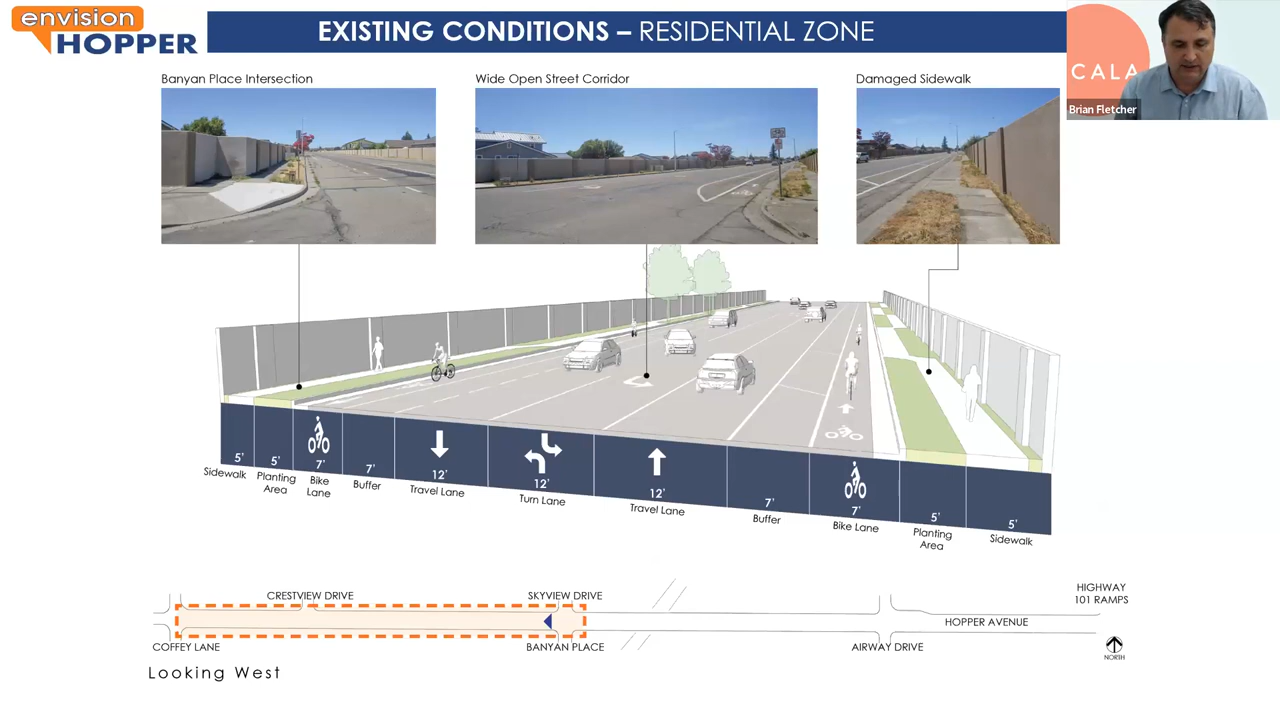 envision
HOPPER
EXISTING CONDITIONS – RESIDENTIAL ZONE
CALA
Brian Fletcher
Banyan Place Intersection
Wide Open Street Corridor
Damaged Sidewalk
5'
Sidewalk
5'
Planting
Area
7'
Bike
Lane
7'
Buffer
12'
Travel Lane
12'
Turn Lane
12'
Travel Lane
7'
Buffer
7'
Bike Lane
5'
Planting
Area
5'
Sidewalk
CRESTVIEW DRIVE
SKYVIEW DRIVE
HIGHWAY
101 RAMPS
HOPPER AVENUE
COFFEY LANE
BANYAN PLACE
AIRWAY DRIVE
NORTH
Looking West